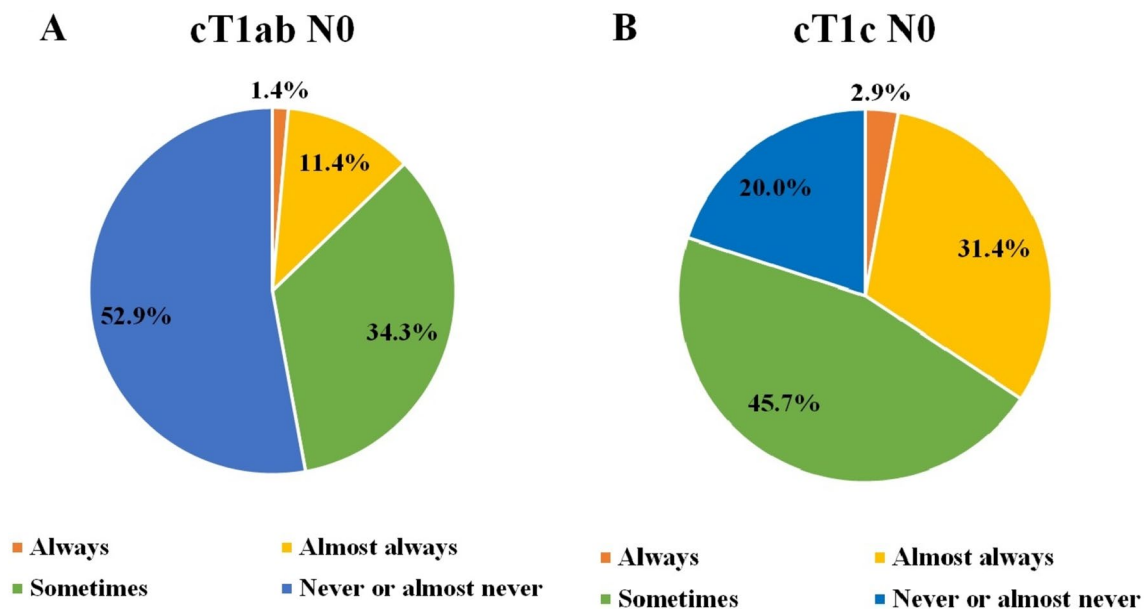 A
cT1ab N0
1.4%
11.4%
34.3%
52.9%
Always
Almost always
Sometimes
Never or almost never
B
cT1c N0
2.9%
31.4%
45.7%
20.0%
Always
Almost always
Sometimes
Never or almost never